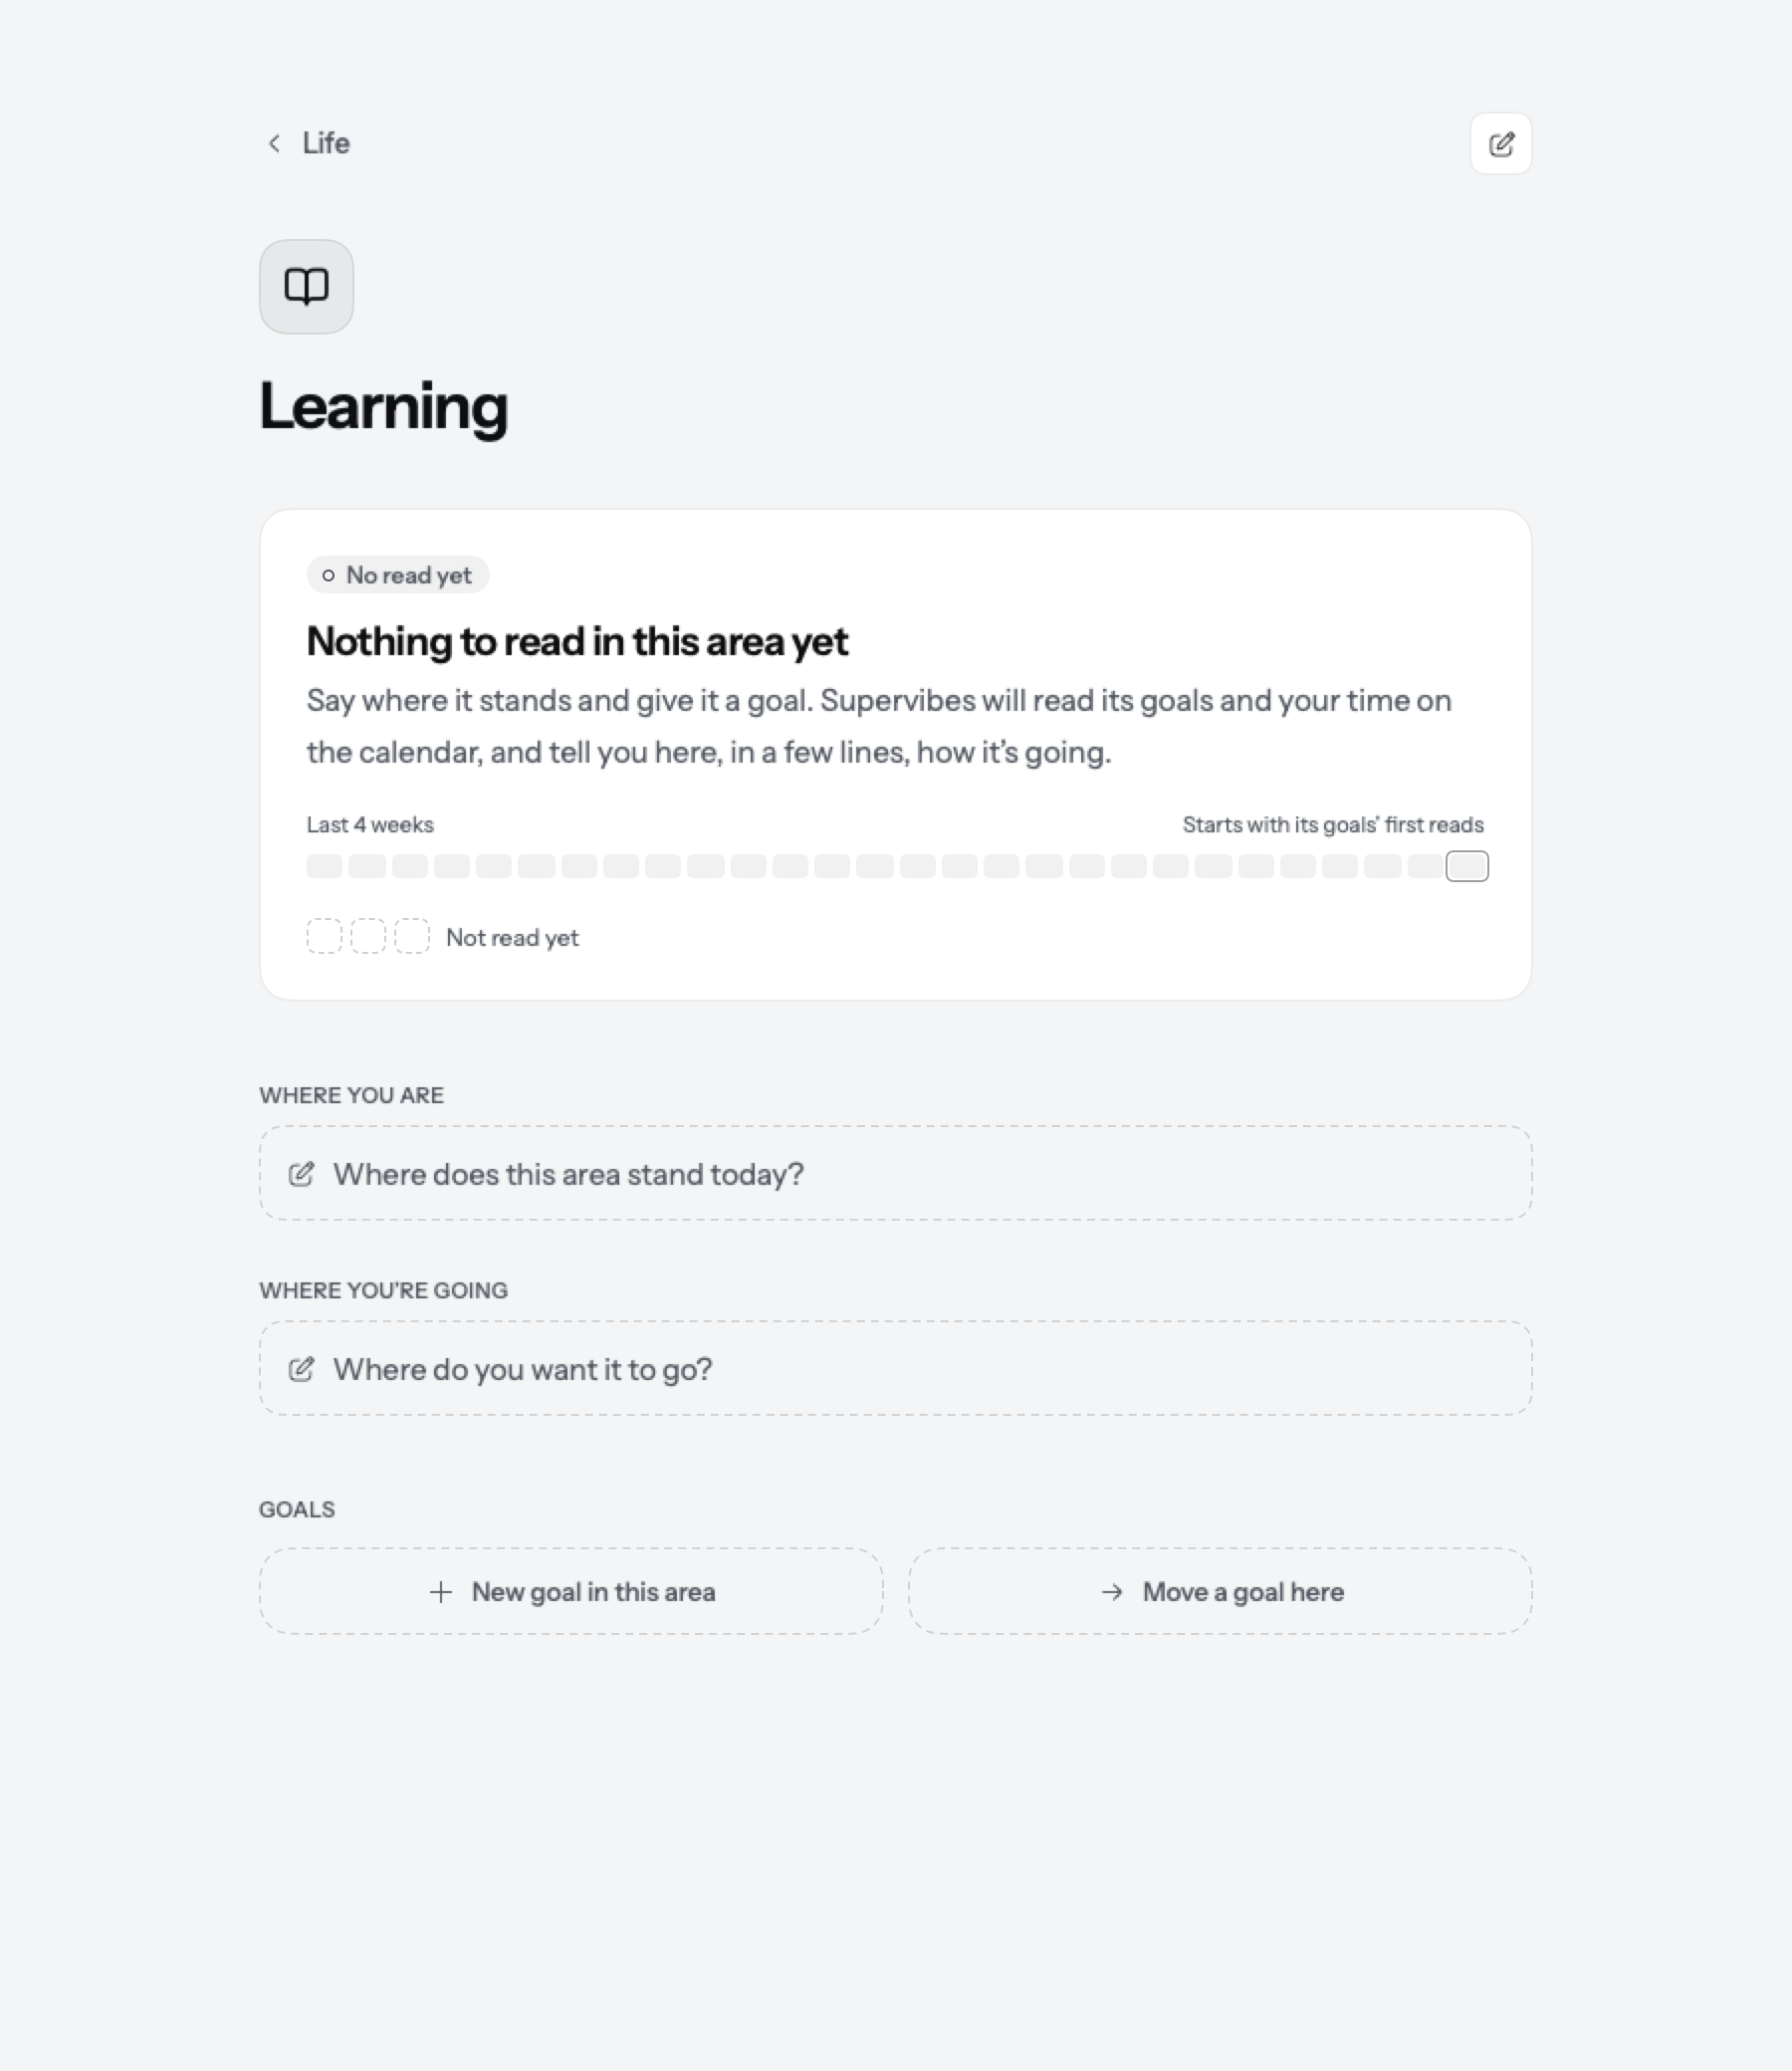 Life
Learning
No read yet
Nothing to read in this area yet
Say where it stands and give it a goal. Supervibes will read its goals and your time on
the calendar, and tell you here, in a few lines, how it’s going.
Last 4 weeks
Starts with its goals’ first reads
Not read yet
WHERE YOU ARE
Where does this area stand today?
WHERE YOU’RE GOING
Where do you want it to go?
GOALS
New goal in this area
Move a goal here